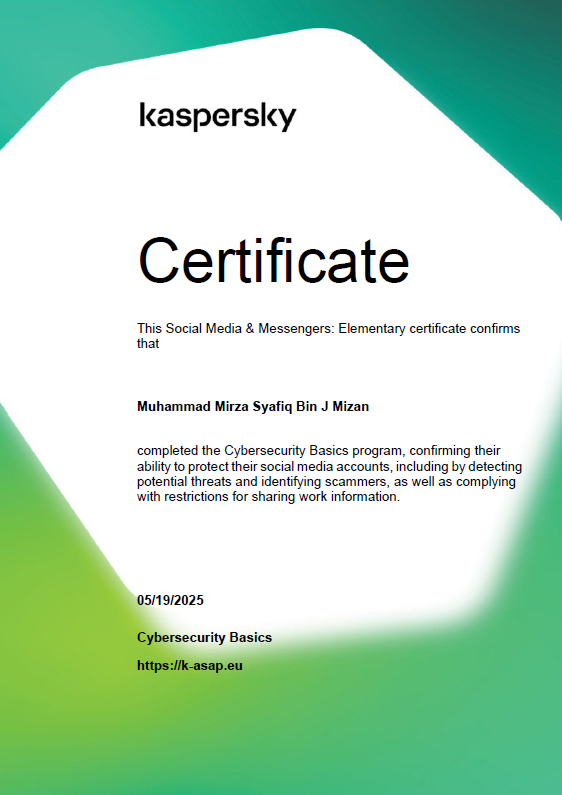 kaspersky
Certificate
This Social Media & Messengers: Elementary certificate confirms
that
Muhammad Mirza Syafiq Bin J Mizan
completed the Cybersecurity Basics program, confirming their
ability to protect their social media accounts, including by detecting
potential threats and identifying scammers, as well as complying
with restrictions for sharing work information.
05/19/2025
Cybersecurity Basics
https://k-asap.eu